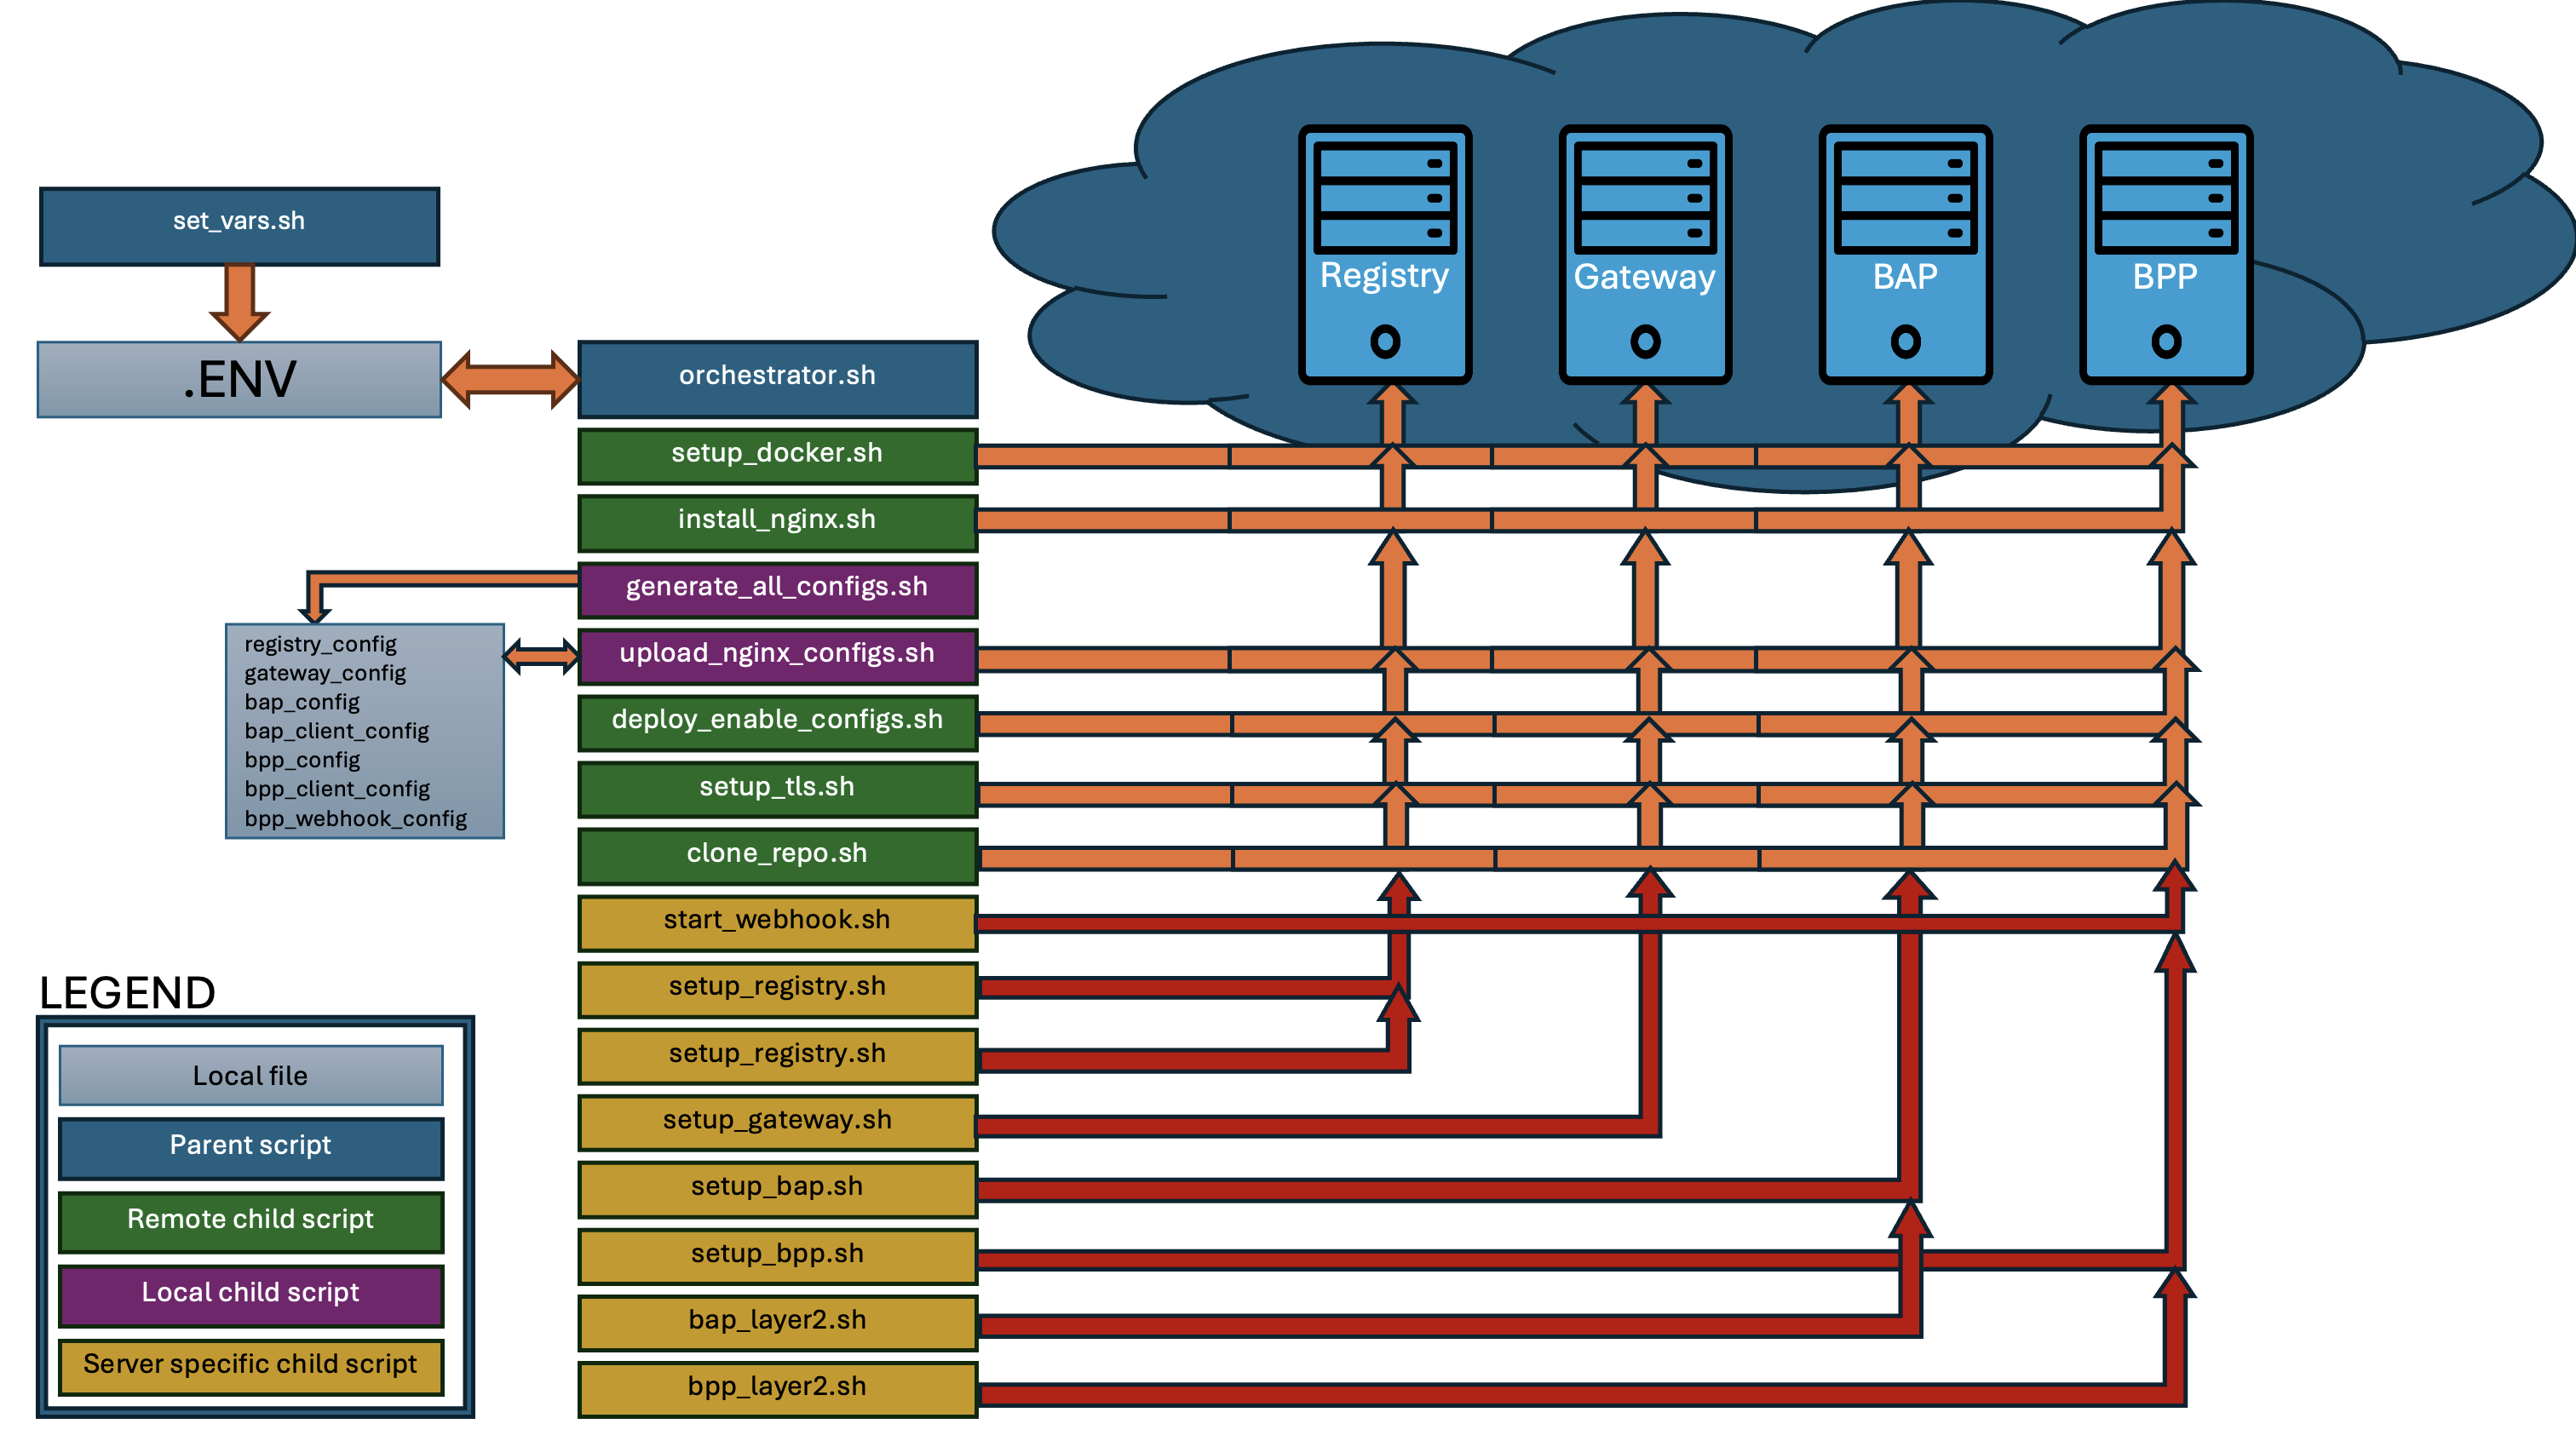 Registry
Gateway
BAP
BPP
set_vars.sh
.ENV
orchestrator.sh
setup_docker.sh
install_nginx.sh
generate_all_configs.sh
upload_nginx_configs.sh
deploy_enable_configs.sh
setup_tls.sh
clone_repo.sh
start_webhook.sh
setup_registry.sh
setup_registry.sh
setup_gateway.sh
setup_bap.sh
setup_bpp.sh
bap_layer2.sh
bpp_layer2.sh
registry_config
gateway_config
bap_config
bap_client_config
bpp_config
bpp_client_config
bpp_webhook_config
LEGEND
Local file
Parent script
Remote child script
Local child script
Server specific child script